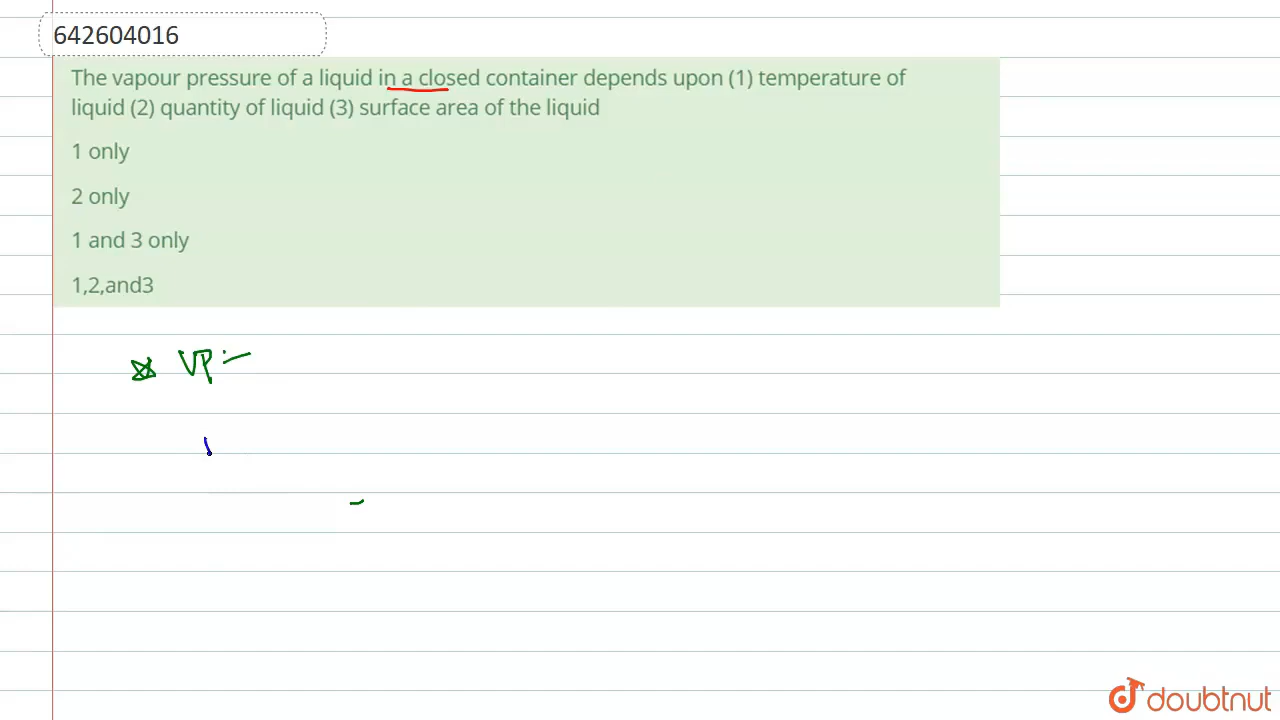 642604016
The vapour pressure of a liquid in a closed container depends upon (1) temperature of
liquid (2) quantity of liquid (3) surface area of the liquid
1 only
2 only
1 and 3 only
1,2,and3
VP :-
doubtnut